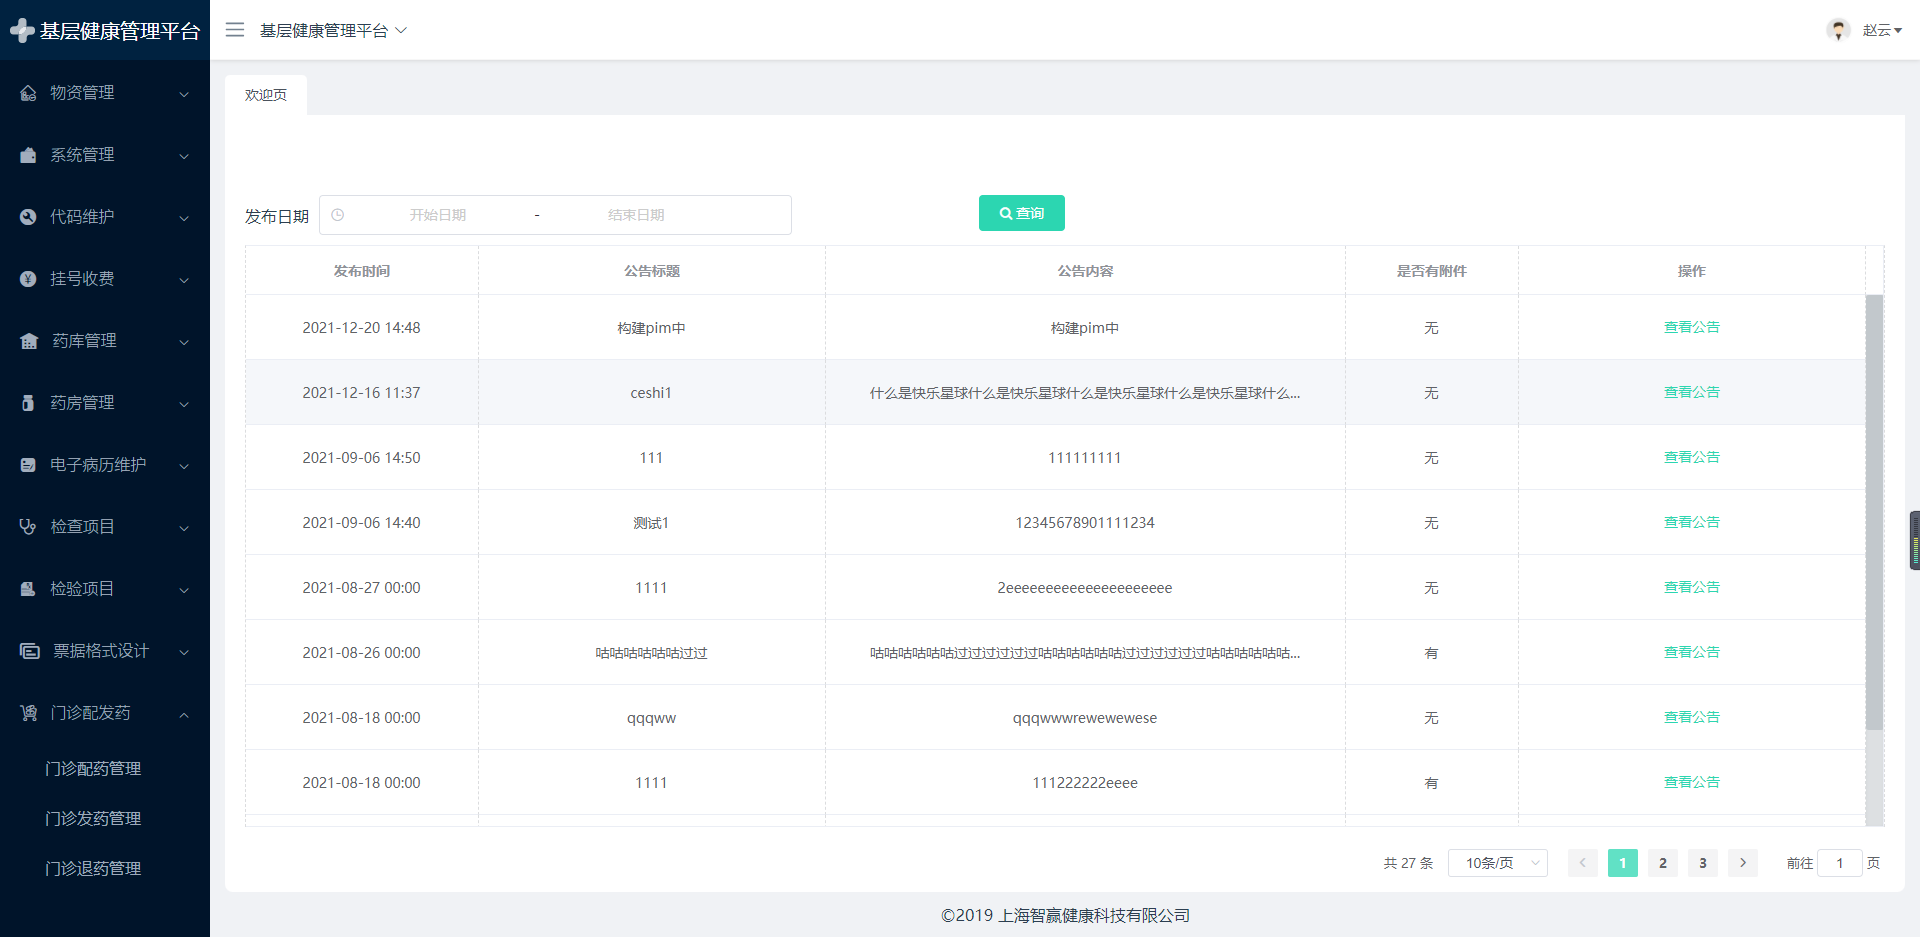 基层健康管理平台
基层健康管理平台
赵云
物资管理
系统管理
代码维护
挂号收费
药库管理
药房管理
电子病历维护
检查项目
检验项目
票据格式设计
门诊配发药
门诊配药管理
门诊发药管理
门诊退药管理
欢迎页
发布日期 开始日期 - 结束日期 查询
发布时间 公告标题 公告内容 是否有附件 操作
2021-12-20 14:48 构建pim中 构建pim中 无 查看公告
2021-12-16 11:37 ceshi1 什么是快乐星球什么是快乐星球什么是快乐星球什么是快乐星球什么... 无 查看公告
2021-09-06 14:50 111 111111111 无 查看公告
2021-09-06 14:40 测试1 12345678901111234 无 查看公告
2021-08-27 00:00 1111 2eeeeeeeeeeeeeeeeeeeee 无 查看公告
2021-08-26 00:00 咕咕咕咕咕咕过过 咕咕咕咕咕咕过过过过过过咕咕咕咕咕咕过过过过过过咕咕咕咕咕咕... 有 查看公告
2021-08-18 00:00 qqqww qqqwwwrewewewese 无 查看公告
2021-08-18 00:00 1111 111222222eeee 有 查看公告
共 27 条 10条/页 1 2 3 前往 1 页
©2019 上海智赢健康科技有限公司